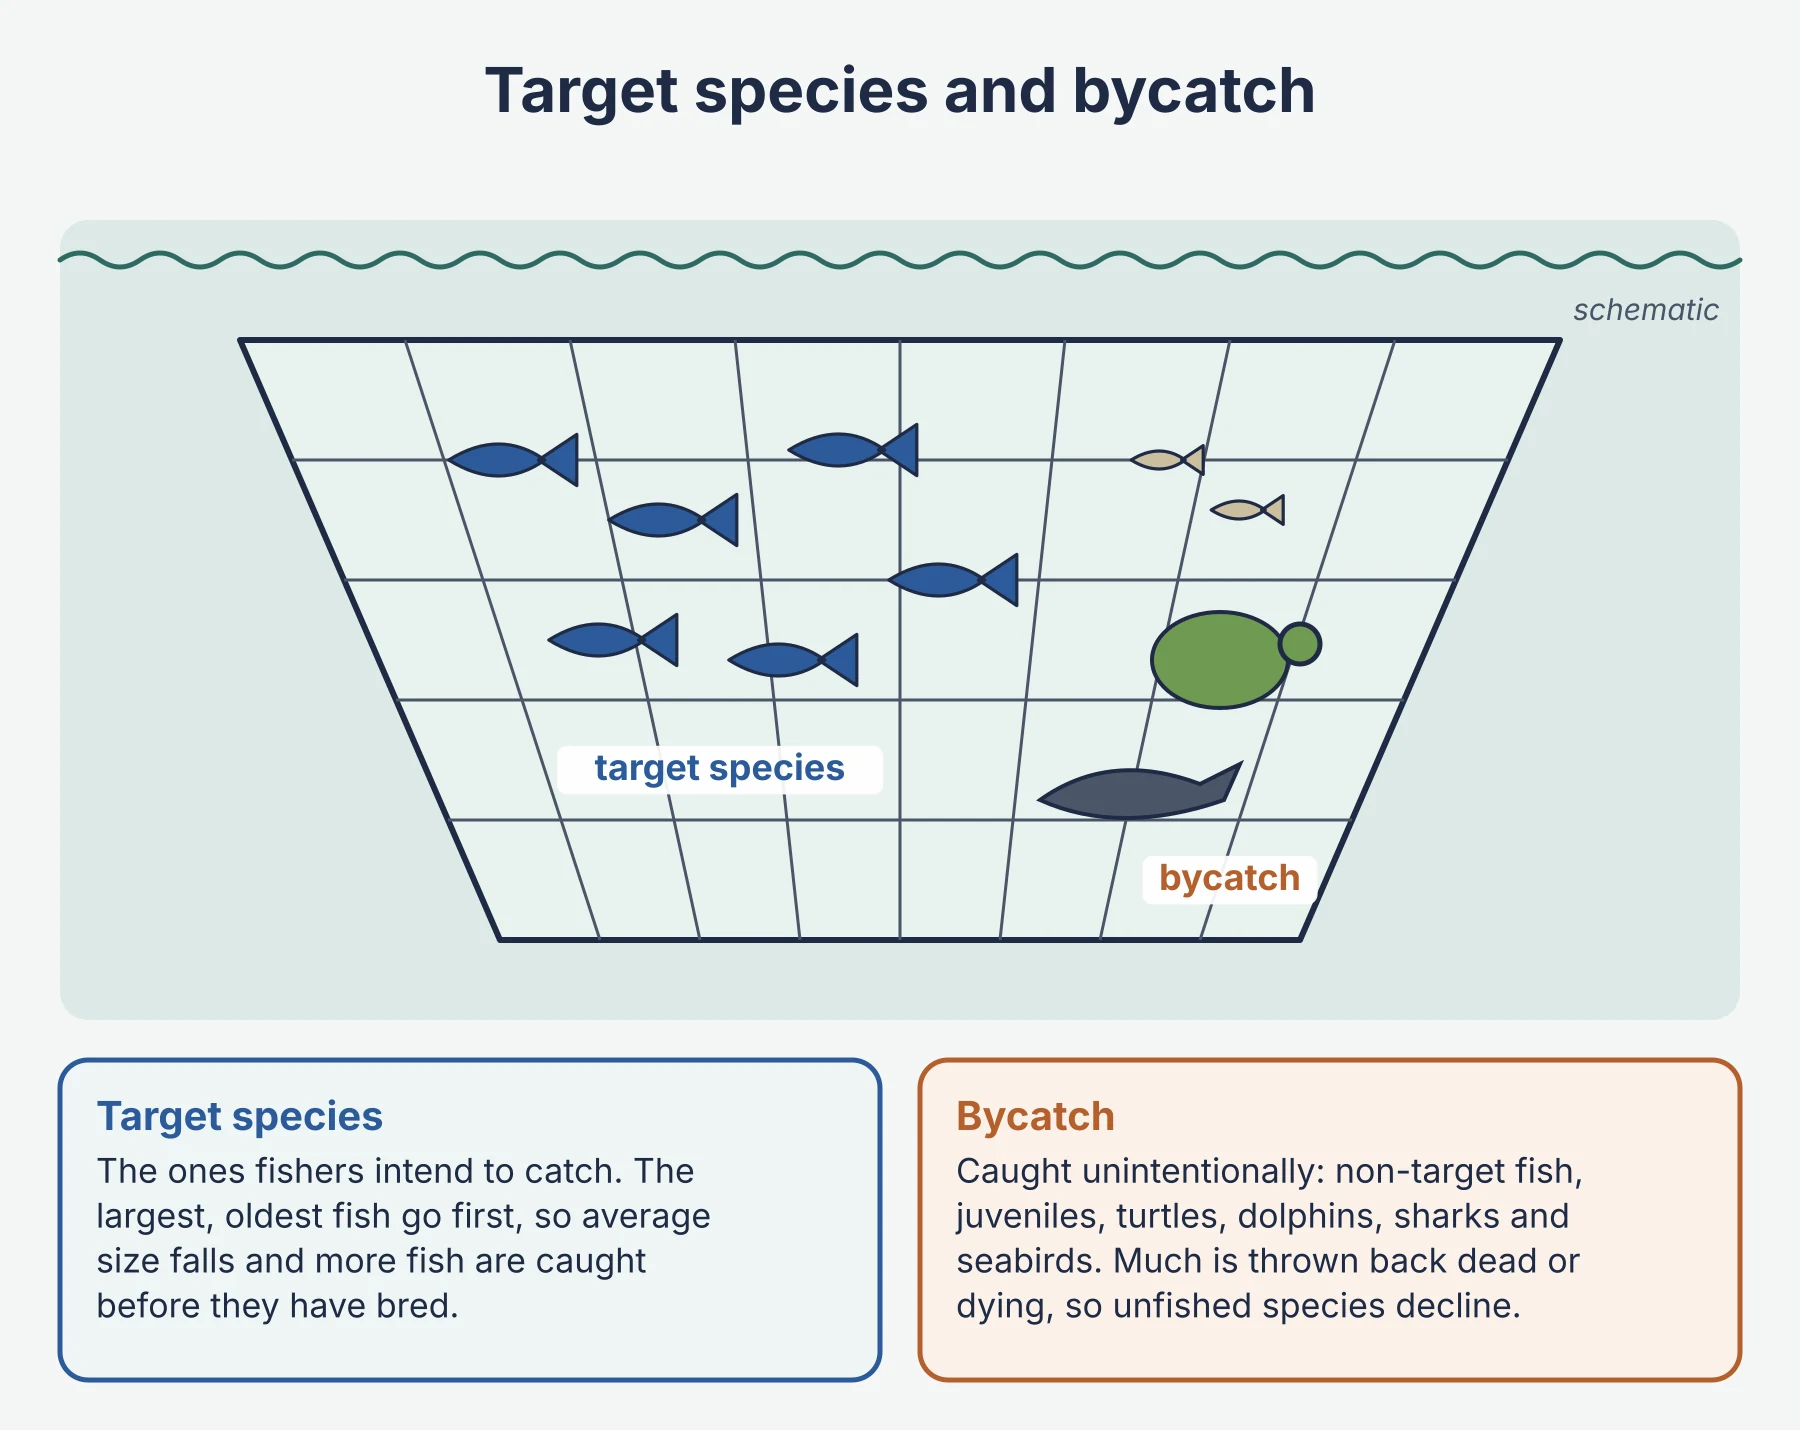 Target species and bycatch
schematic
target species
bycatch
Target species
The ones fishers intend to catch. The
largest, oldest fish go first, so average
size falls and more fish are caught
before they have bred.
Bycatch
Caught unintentionally: non-target fish,
juveniles, turtles, dolphins, sharks and
seabirds. Much is thrown back dead or
dying, so unfished species decline.